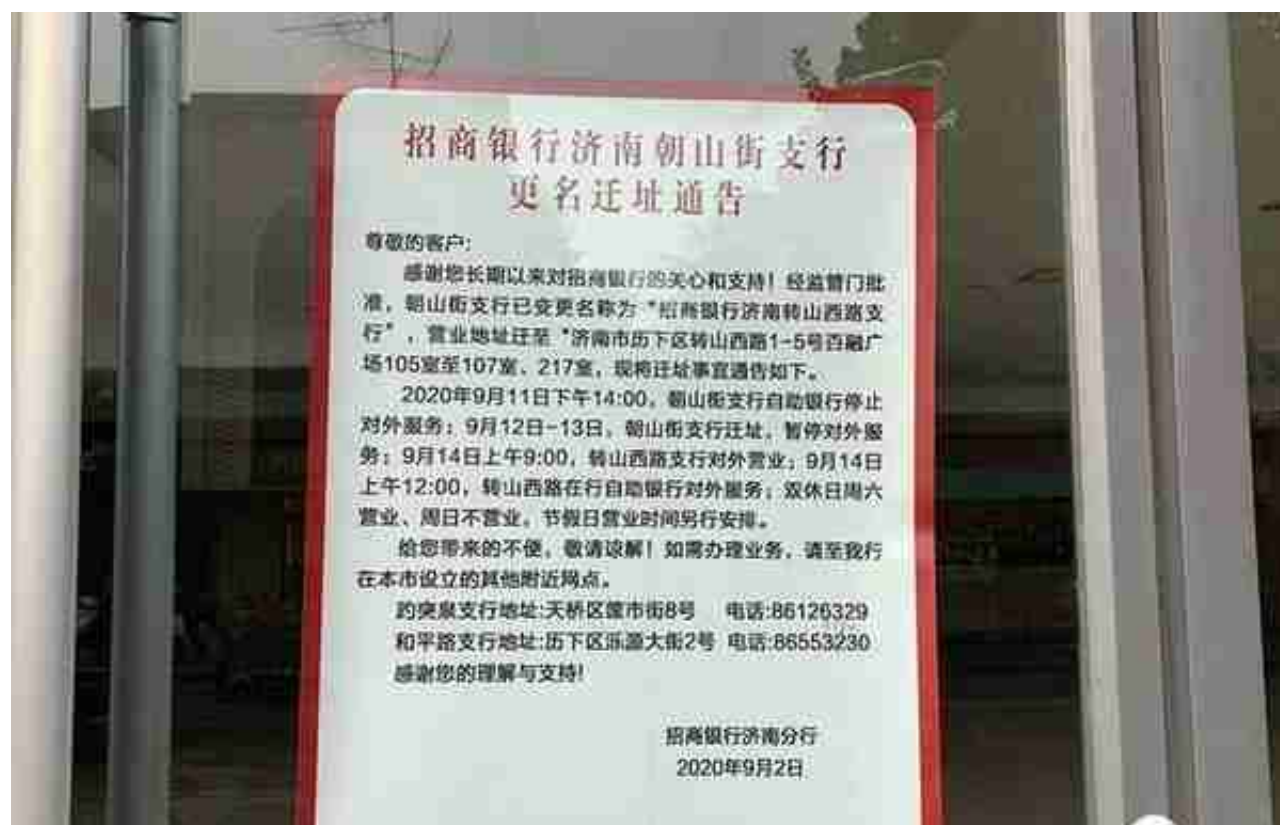 招商银行济南朝山街支行
更名迁址通告
尊敬的客户:
感谢您长期以来对招商银行的关心和支持！经监管门批
准，朝山街支行已变更名称为“招商银行济南转山西路支
行”，营业地址迁至“济南市历下区转山西路1-5号百融广
场105室至107室、217室，现将迁址事宜通告如下。
2020年9月11日下午14:00，朝山街支行自助银行停止
对外服务；9月12日-13日，朝山街支行迁址，暂停对外服
务；9月14日上午9:00，转山西路支行对外营业；9月14日
上午12:00，转山西路在行自助银行对外服务；双休日周六
营业、周日不营业，节假日营业时间另行安排。
给您带来的不便，敬请谅解！如需办理业务，请至我行
在本市设立的其他附近网点。
趵突泉支行地址:天桥区筐市街8号 电话:86126329
和平路支行地址:历下区泺源大街2号 电话:86553230
感谢您的理解与支持!
招商银行济南分行
2020年9月2日